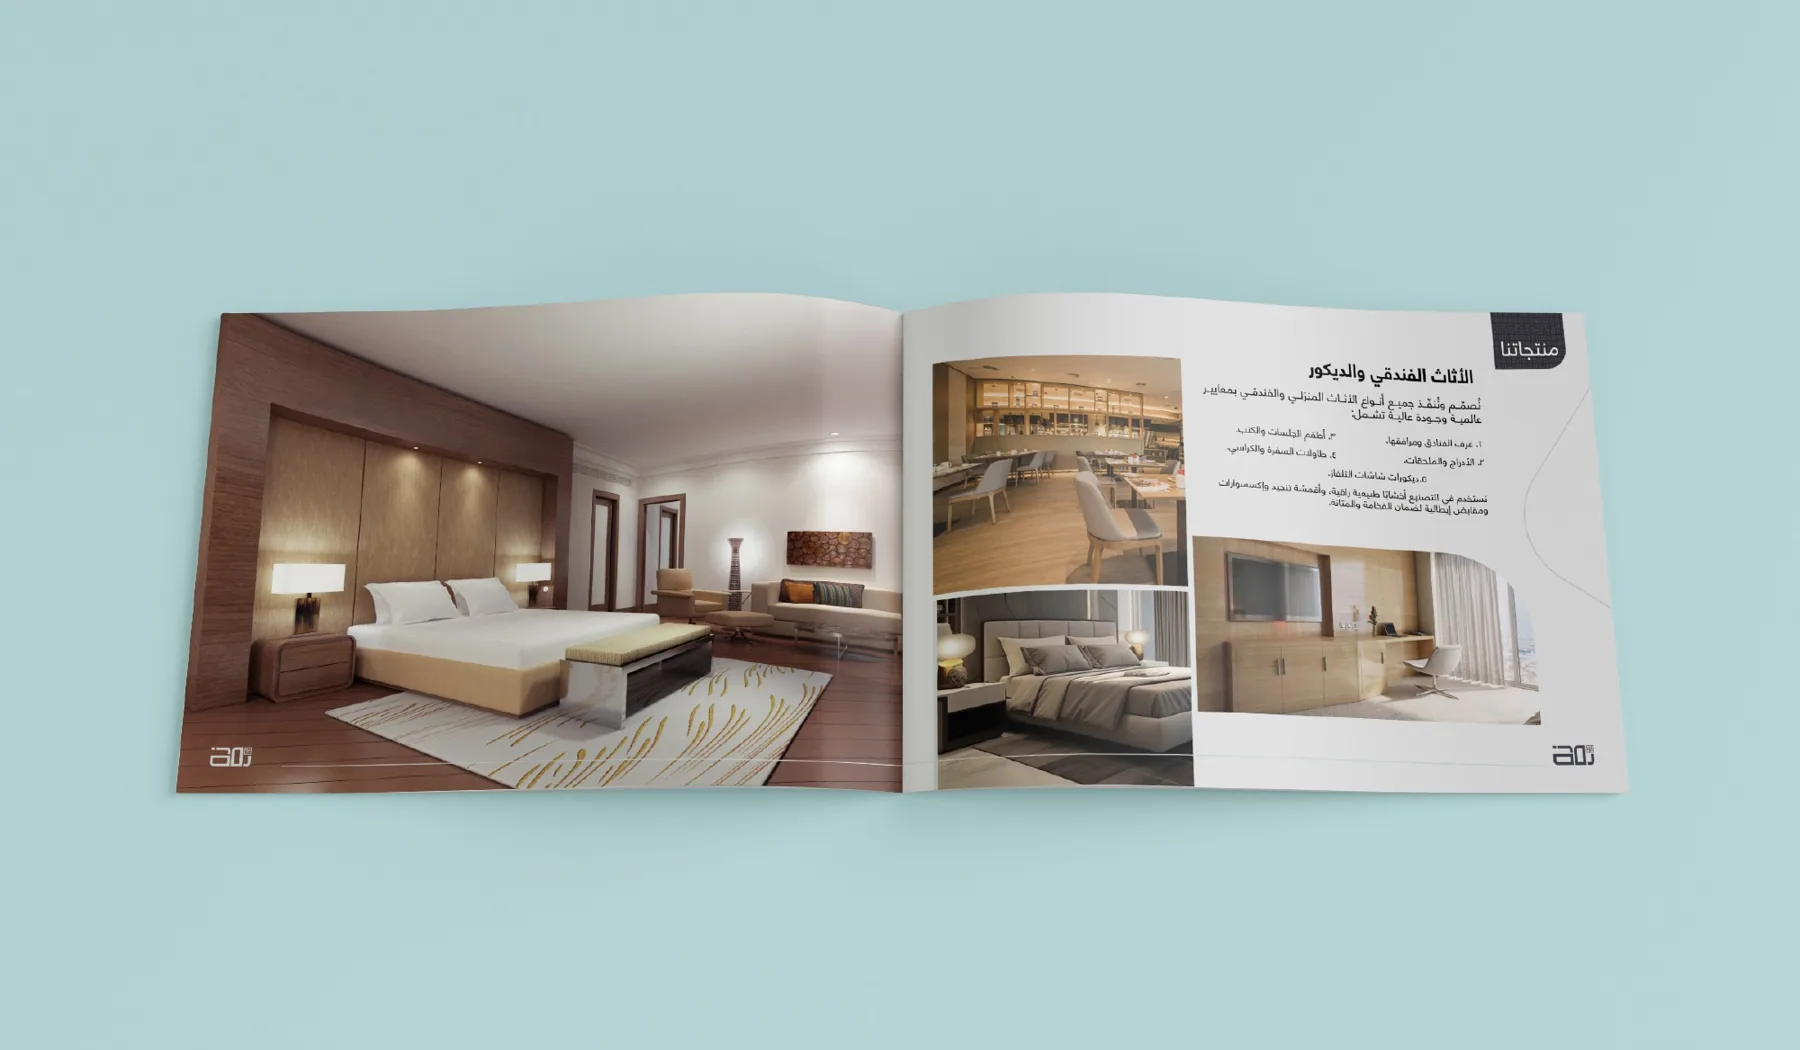 منتجاتنا
الأثاث الفندقي والديكور
نُصمّم ونُنفّذ جميع أنواع الأثاث المنزلي والفندقي بمعايير
عالمية وجودة عالية تشمل:
١. غرف الفنادق ومرافقها.
٢. الأدراج والملحقات.
٣. أطقم الجلسات والكنب.
٤. طاولات السفرة والكراسي.
٥.ديكورات شاشات التلفاز.
نستخدم في التصنيع أخشابًا طبيعية راقية، وأقمشة تنجيد وإكسسوارات
ومقابض إيطالية لضمان الفخامة والمتانة.